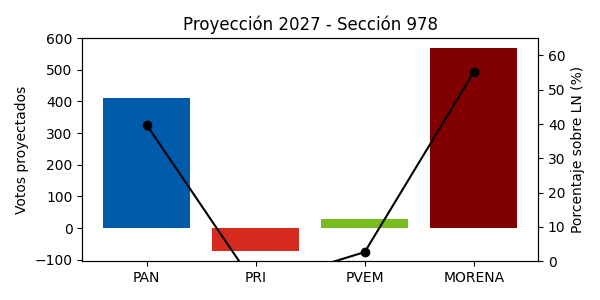 Proyección 2027 - Sección 978
Votos proyectados
600
500
400
300
200
100
0
−100
PAN
PRI
PVEM
MORENA
60
50
40
30
20
10
0
Porcentaje sobre LN (%)